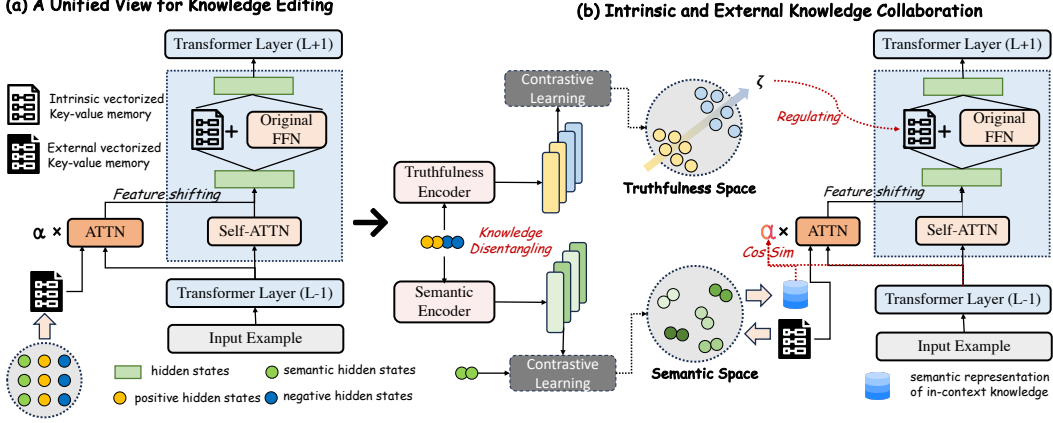 (a) A Unified View for Knowledge Editing
Transformer Layer (L+1)
Intrinsic vectorized
Key-value memory
External vectorized
Key-value memory
+
Original
FFN
Feature shifting
α ×
ATTN
Self-ATTN
Transformer Layer (L-1)
Input Example
hidden states
semantic hidden states
positive hidden states
negative hidden states
(b) Intrinsic and External Knowledge Collaboration
Contrastive
Learning
Truthfulness
Encoder
Knowledge
Disentangling
Semantic
Encoder
Contrastive
Learning
ζ
Truthfulness Space
Semantic Space
Regulating
Transformer Layer (L+1)
+
Original
FFN
Feature shifting
α ×
ATTN
Self-ATTN
Cos Sim
Transformer Layer (L-1)
Input Example
semantic representation
of in-context knowledge